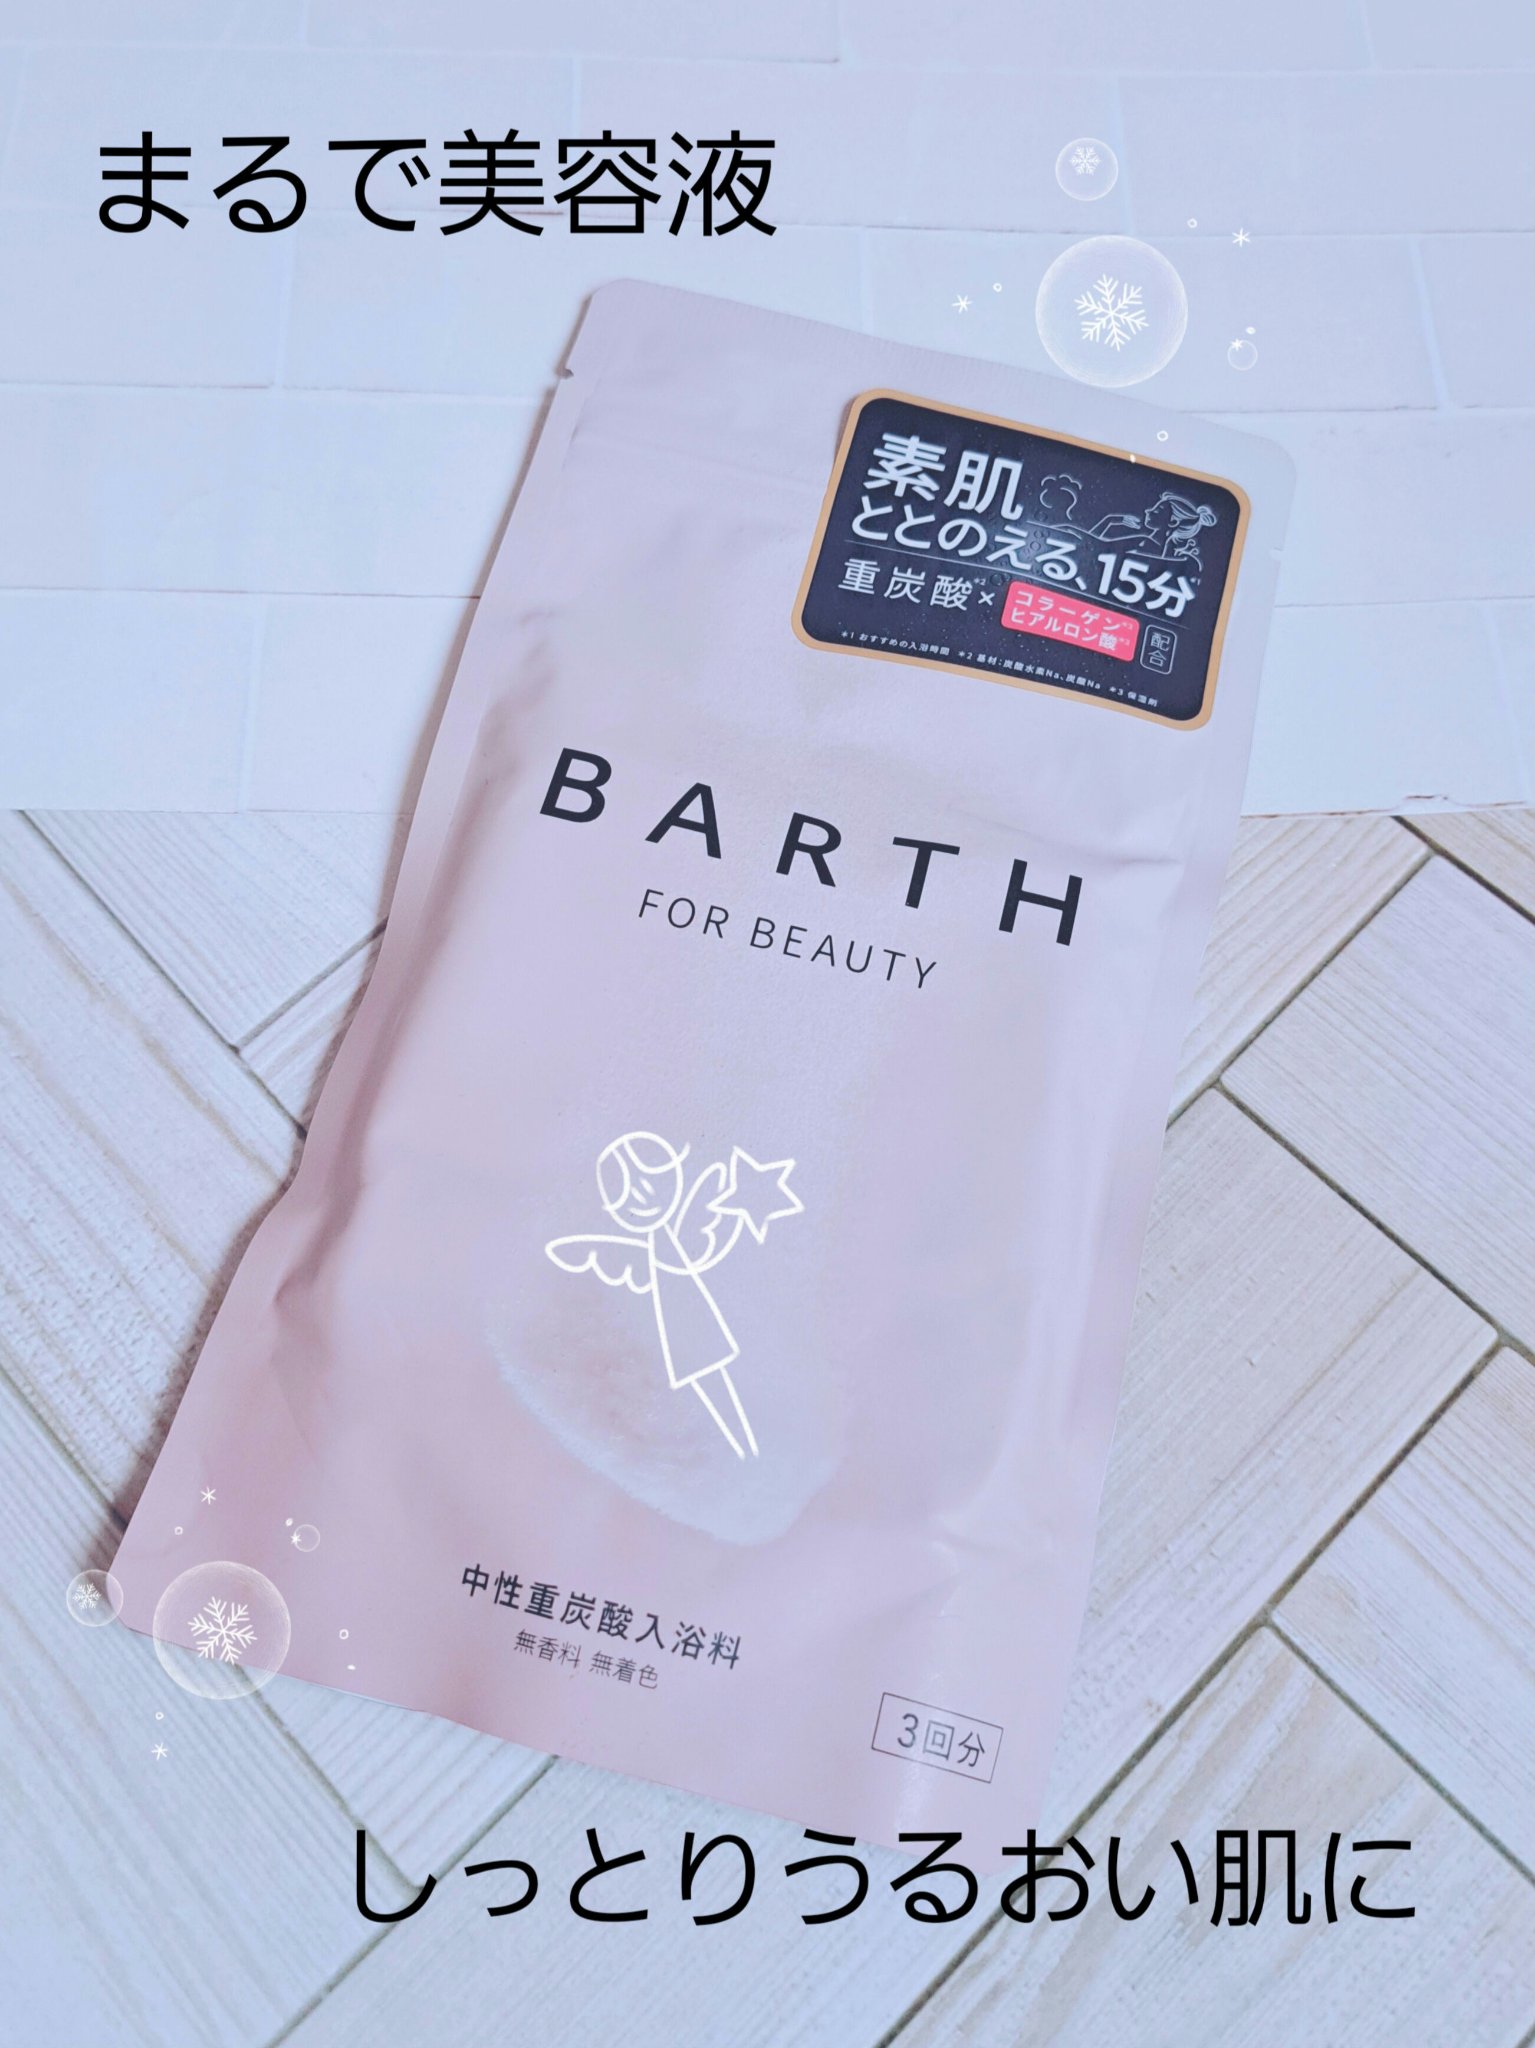 まるで美容液
素肌
ととのえる、15分*1
重炭酸*2×コラーゲン*3
ヒアルロン酸*3
配合
*1 おすすめの入浴時間 *2 基材:炭酸水素Na、炭酸Na *3 保湿剤
BARTH
FOR BEAUTY
中性重炭酸入浴料
無香料 無着色
3回分
しっとりうるおい肌に